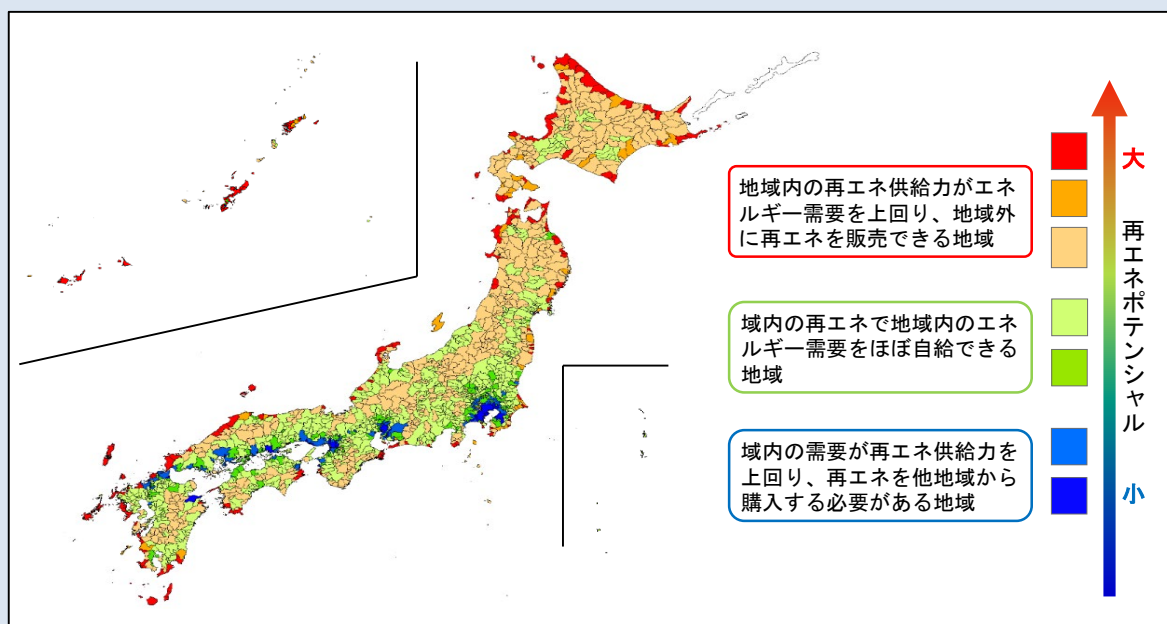 地域内の再エネ供給力がエネ
ルギー需要を上回り、地域外
に再エネを販売できる地域
域内の再エネで地域内のエネ
ルギー需要をほぼ自給できる
地域
域内の需要が再エネ供給力を
上回り、再エネを他地域から
購入する必要がある地域
大
再エネポテンシャル
小